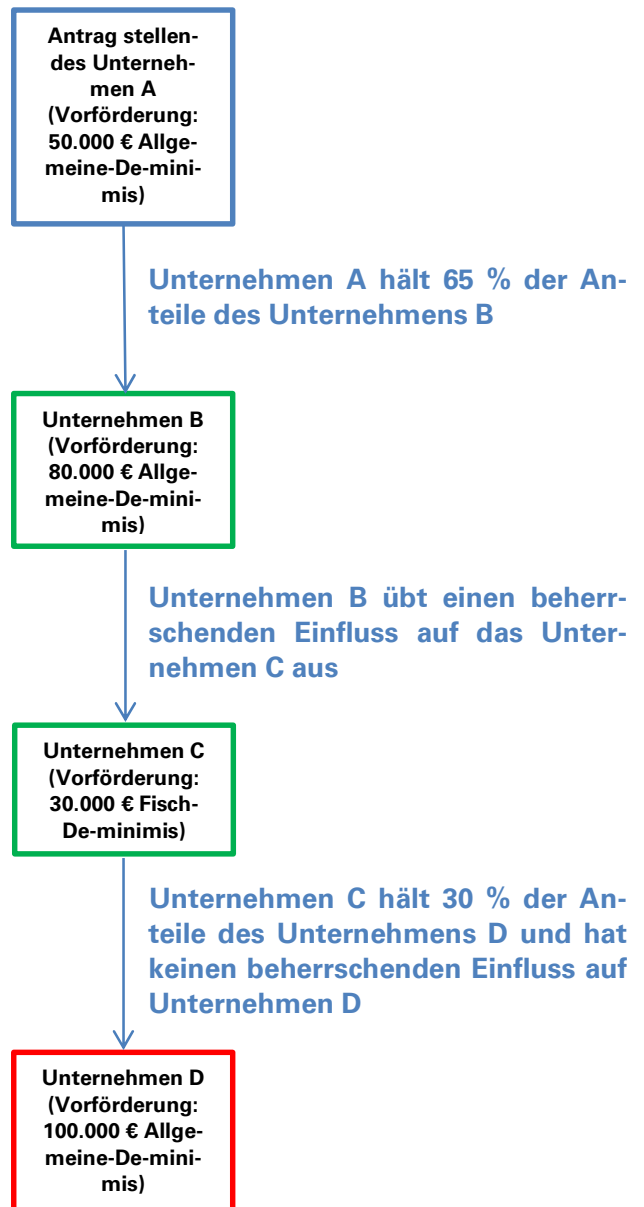 Antrag stellen-
des Unterneh-
men A
(Vorförderung:
50.000 € Allge-
meine-De-mini-
mis)
Unternehmen A hält 65 % der An-
teile des Unternehmens B
Unternehmen B
(Vorförderung:
80.000 € Allge-
meine-De-mini-
mis)
Unternehmen B übt einen beherr-
schenden Einfluss auf das Unter-
nehmen C aus
Unternehmen C
(Vorförderung:
30.000 € Fisch-
De-minimis)
Unternehmen C hält 30 % der An-
teile des Unternehmens D und hat
keinen beherrschenden Einfluss auf
Unternehmen D
Unternehmen D
(Vorförderung:
100.000 € Allge-
meine-De-mini-
mis)